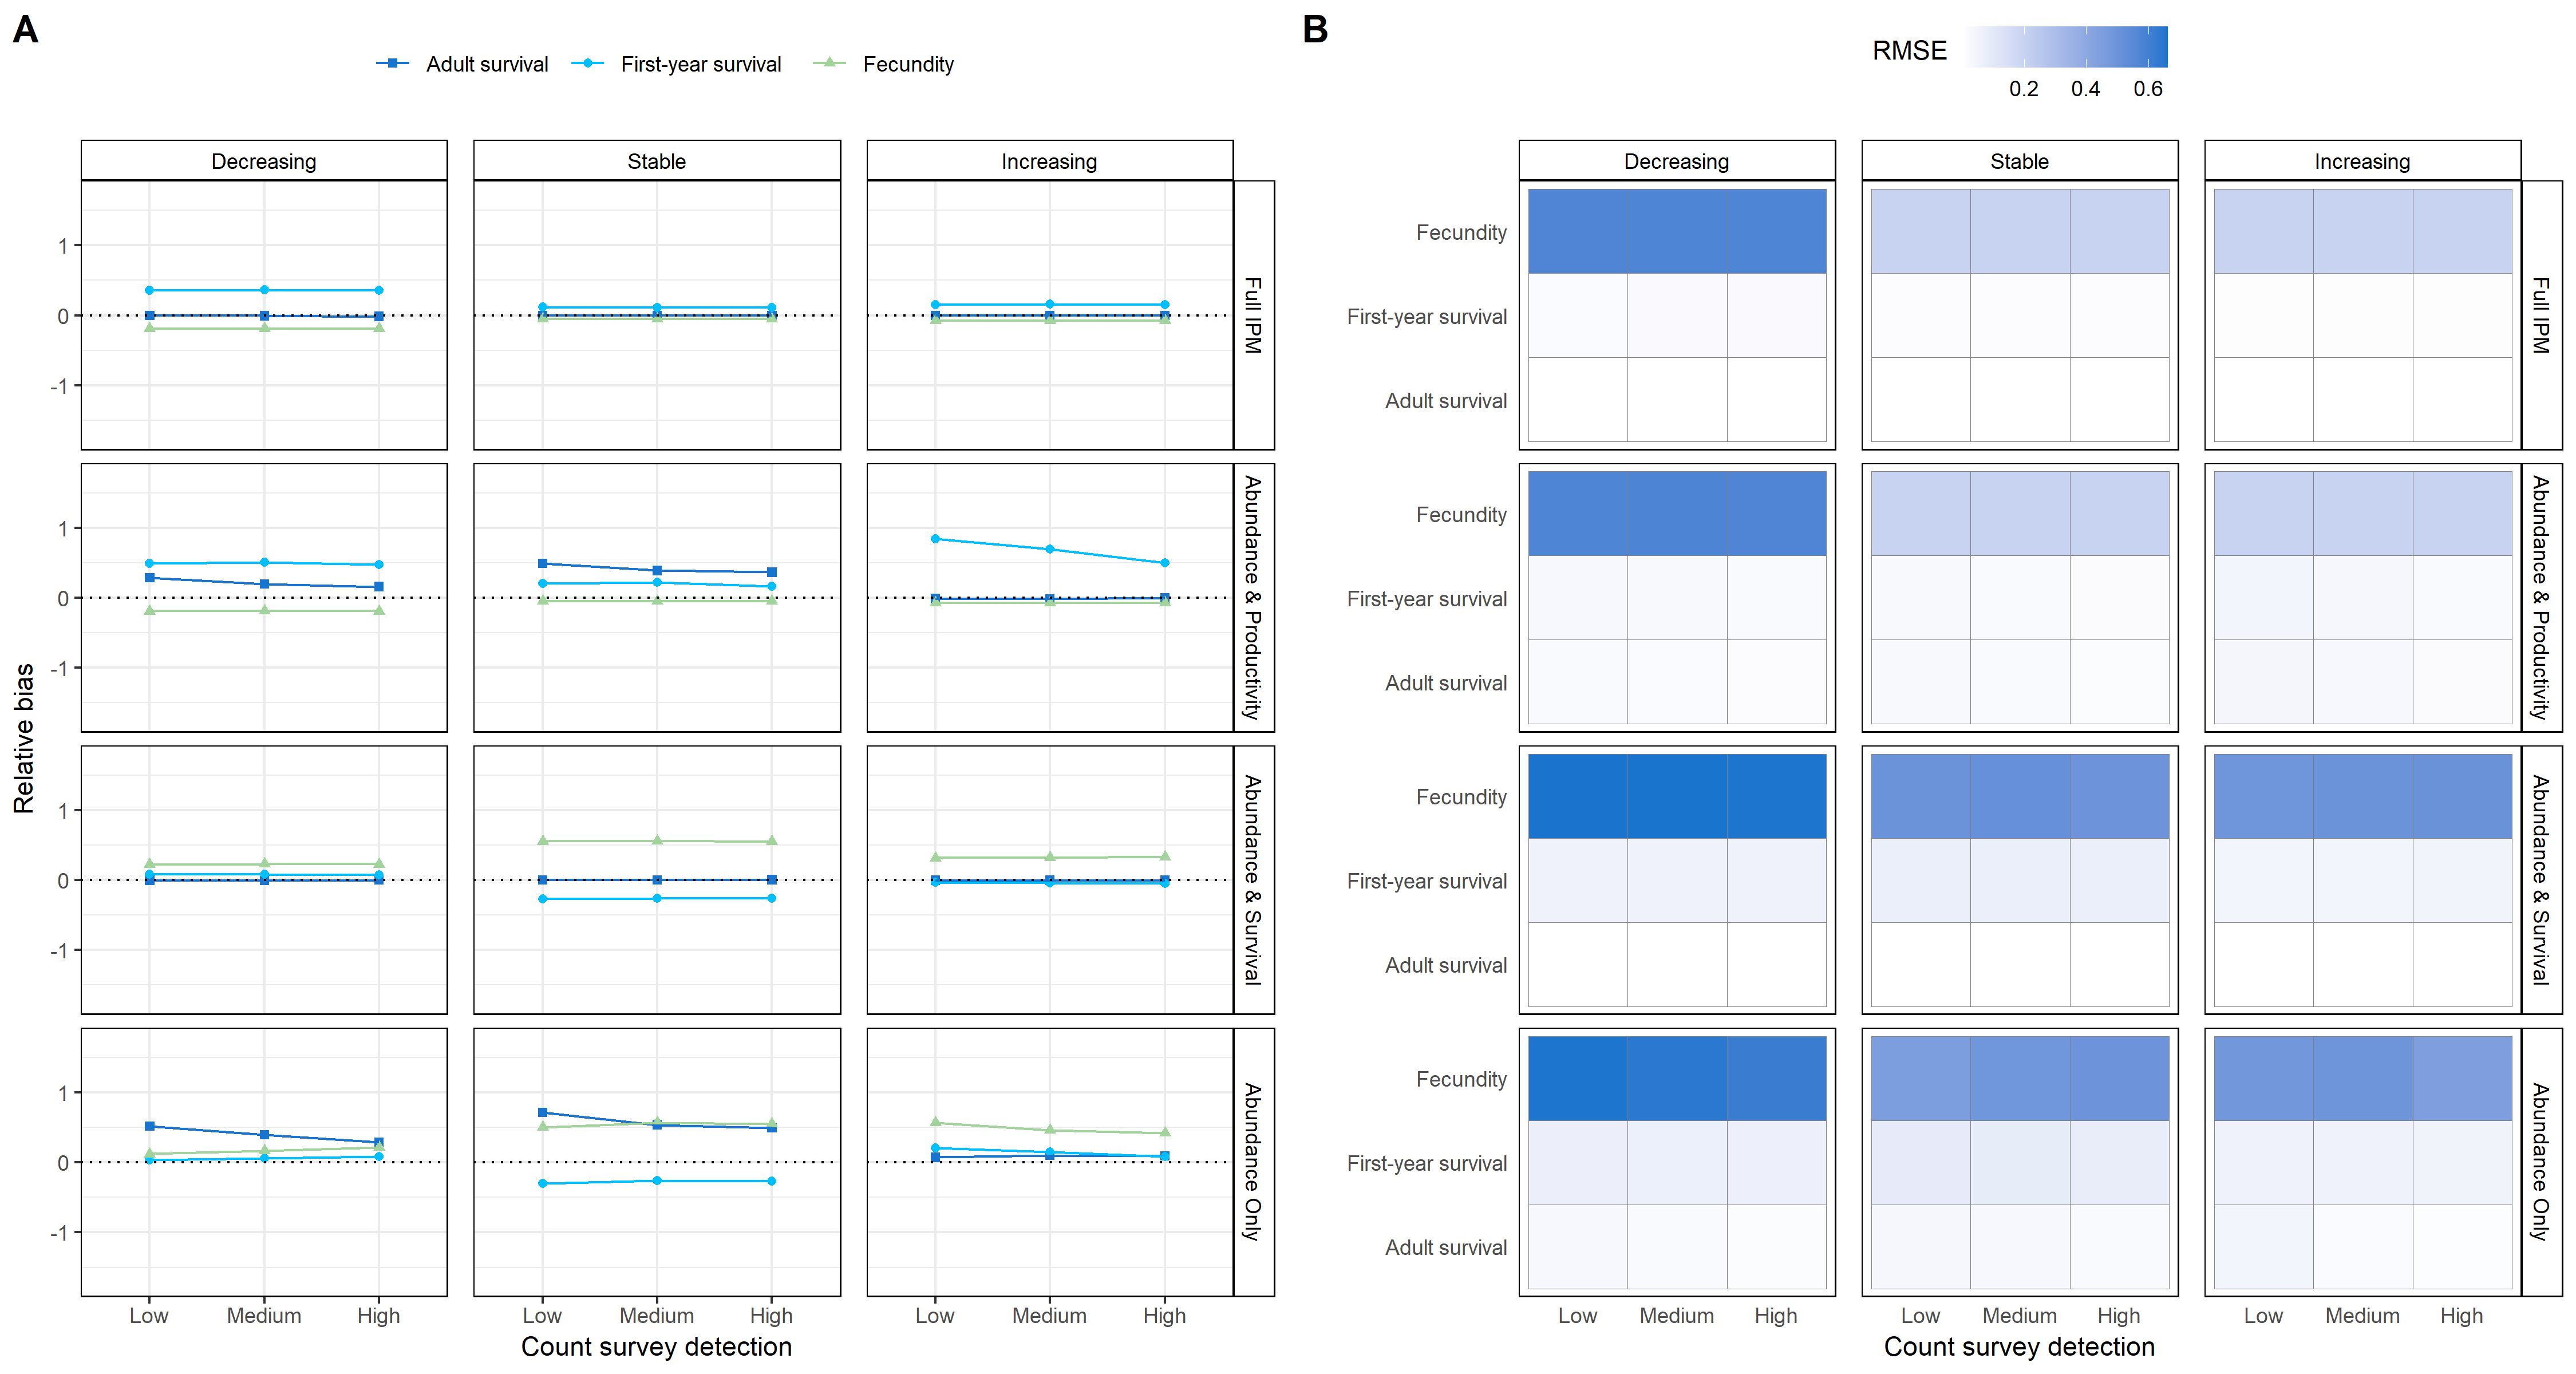 A
Adult survival
First-year survival
Fecundity
Decreasing
Stable
Increasing
1
0
-1
Full IPM
1
0
-1
Abundance & Productivity
1
0
-1
Abundance & Survival
1
0
-1
Abundance Only
Relative bias
Low Medium High
Low Medium High
Low Medium High
Count survey detection
B
RMSE
0.2 0.4 0.6
Decreasing
Stable
Increasing
Fecundity
First-year survival
Adult survival
Full IPM
Fecundity
First-year survival
Adult survival
Abundance & Productivity
Fecundity
First-year survival
Adult survival
Abundance & Survival
Fecundity
First-year survival
Adult survival
Abundance Only
Low Medium High
Low Medium High
Low Medium High
Count survey detection